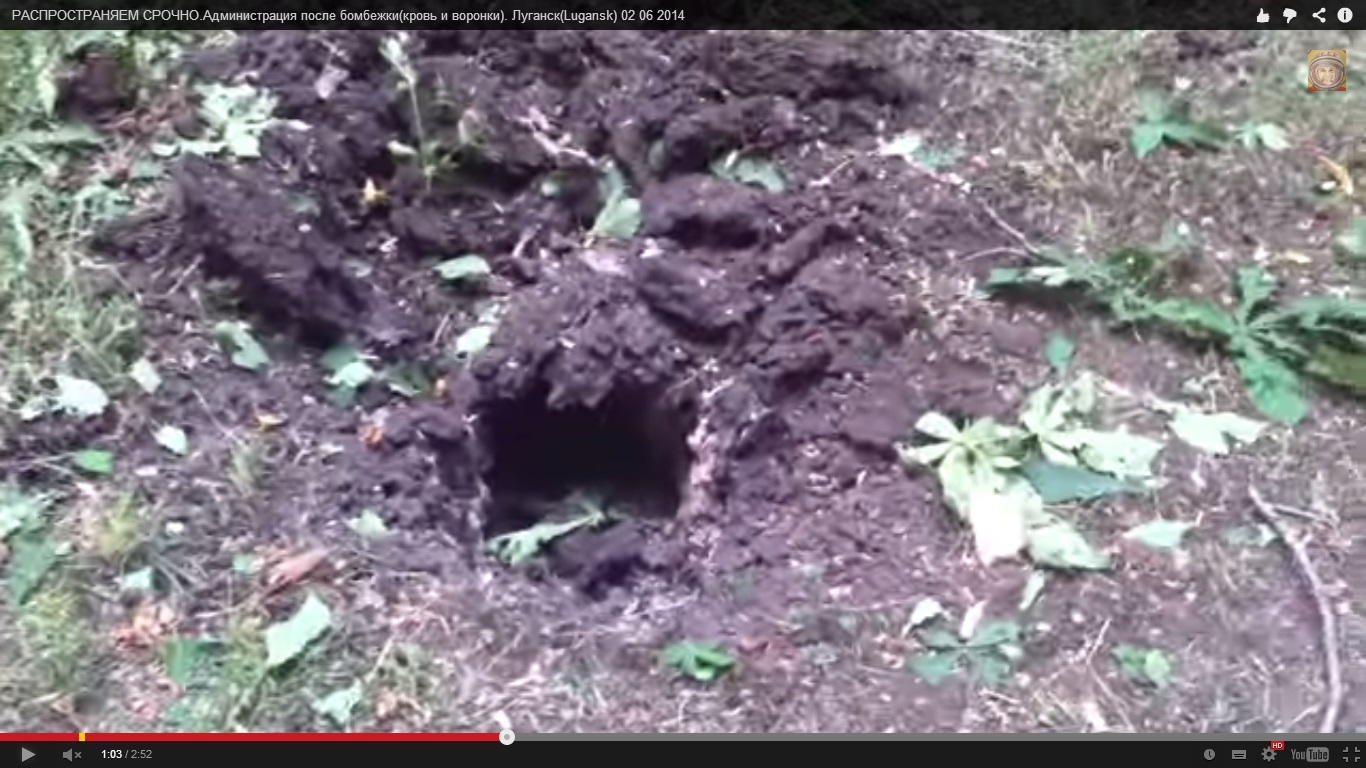 РАСПРОСТРАНЯЕМ СРОЧНО.Администрация после бомбежки(кровь и воронки). Луганск(Lugansk) 02 06 2014
1:03 / 2:52
HD
YouTube